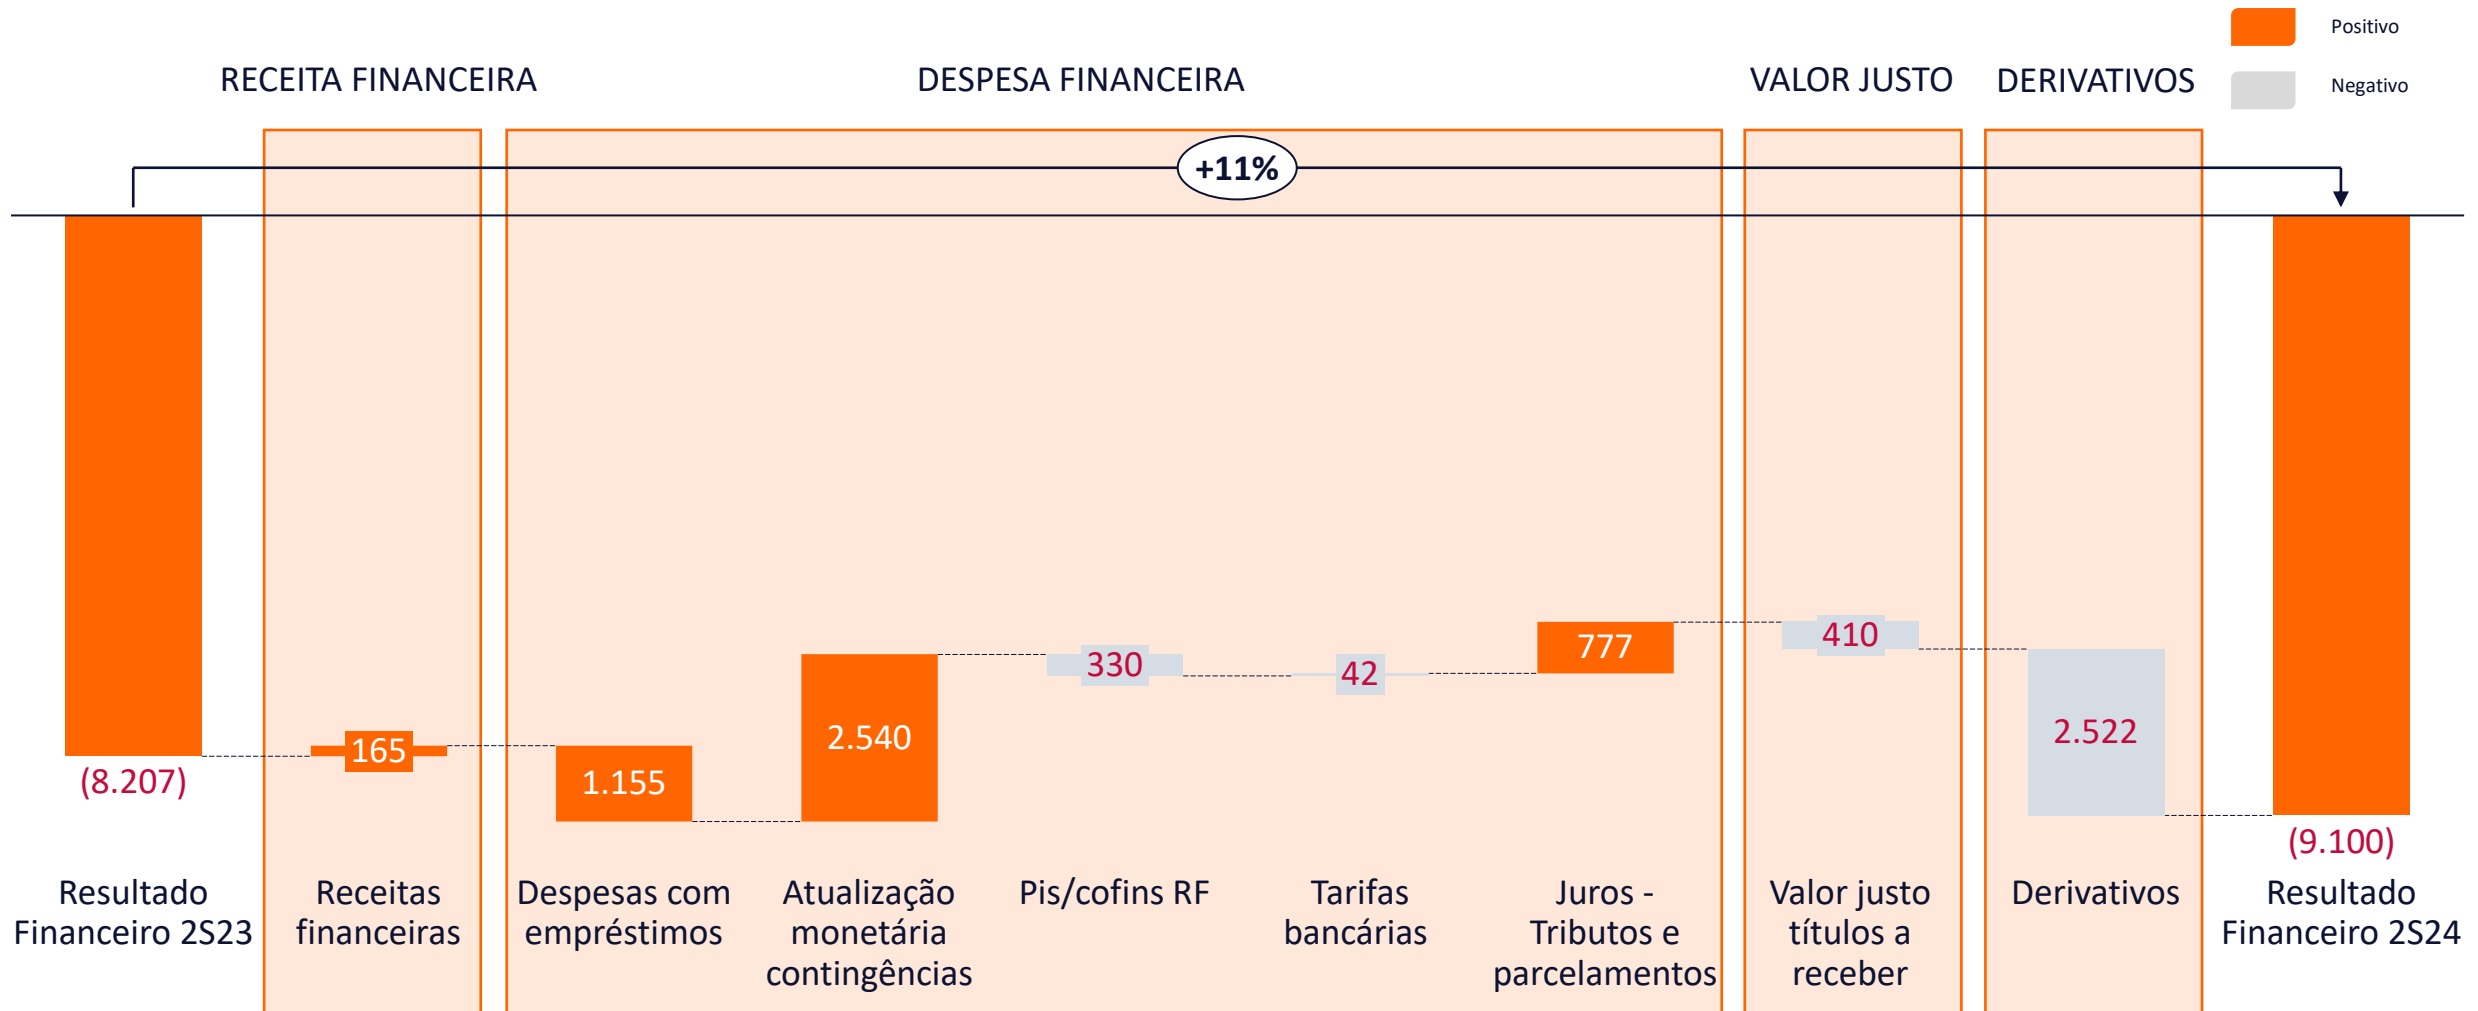 Positivo
Negativo
RECEITA FINANCEIRA
DESPESA FINANCEIRA
VALOR JUSTO
DERIVATIVOS
+11%
(8.207)
165
1.155
2.540
330
42
777
410
2.522
(9.100)
Resultado
Financeiro 2S23
Receitas
financeiras
Despesas com
empréstimos
Atualização
monetária
contingências
Pis/cofins RF
Tarifas
bancárias
Juros -
Tributos e
parcelamentos
Valor justo
títulos a
receber
Derivativos
Resultado
Financeiro 2S24